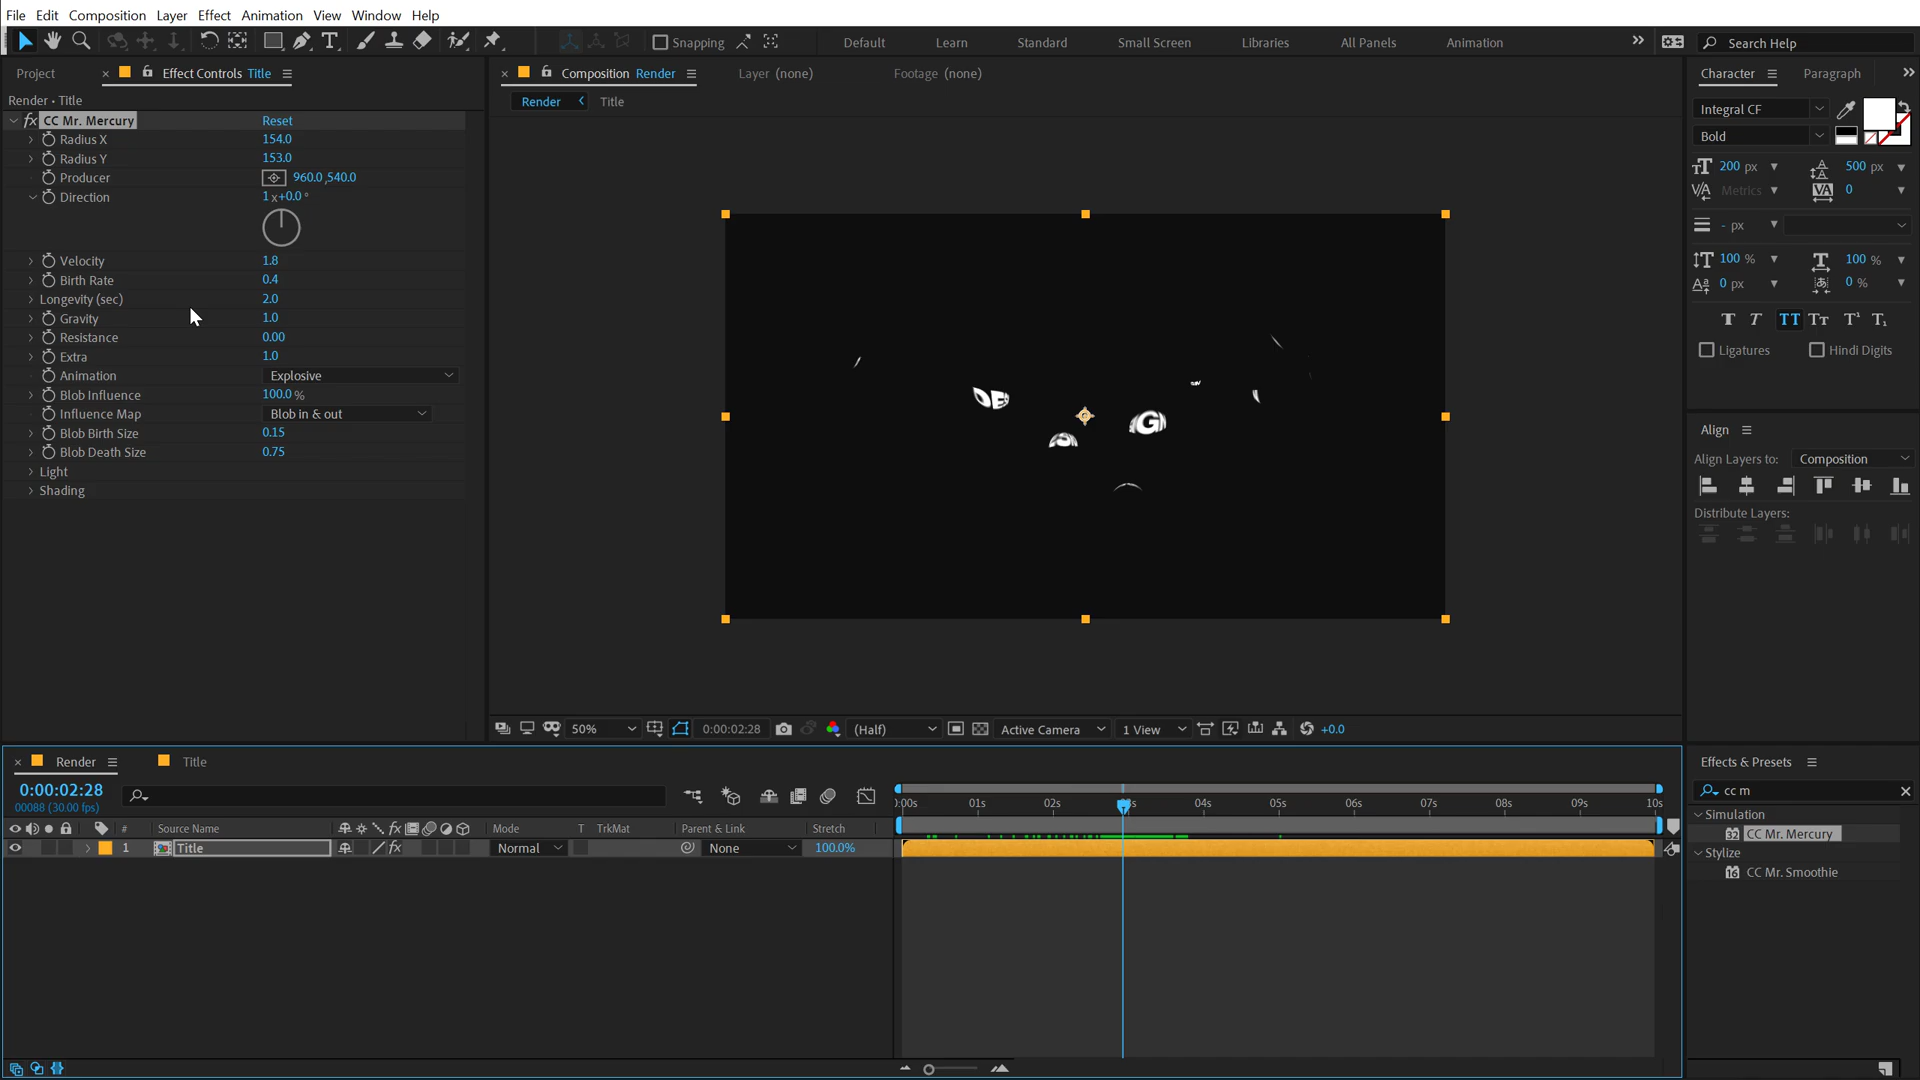 File Edit Composition Layer Effect Animation View Window Help
Snapping Default Learn Standard Small Screen Libraries All Panels Animation Search Help
Project Effect Controls Title
Render • Title
fx CC Mr. Mercury Reset
Radius X 154.0
Radius Y 153.0
Producer 960.0,540.0
Direction 1x+0.0°
Velocity 1.8
Birth Rate 0.4
Longevity (sec) 2.0
Gravity 1.0
Resistance 0.00
Extra 1.0
Animation Explosive
Blob Influence 100.0 %
Influence Map Blob in & out
Blob Birth Size 0.15
Blob Death Size 0.75
Light
Shading
Composition Render Layer (none) Footage (none)
Render Title
G
50% 0:00:02:28 (Half) Active Camera 1 View +0.0
Character Paragraph
Integral CF
Bold
200 px 500 px
Metrics 0
- px
100 % 100 %
0 px 0 %
Ligatures Hindi Digits
Align
Align Layers to: Composition
Distribute Layers:
Effects & Presets
cc m
Simulation
32 CC Mr. Mercury
Stylize
16 CC Mr. Smoothie
Render Title
0:00:02:28
00088 (30.00 fps)
# Source Name fx Mode T TrkMat Parent & Link Stretch
1 Title fx Normal None 100.0%
:00s 01s 02s 03s 04s 05s 06s 07s 08s 09s 10s